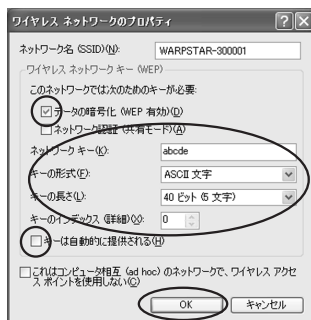 ワイヤレス ネットワークのプロパティ
ネットワーク名 (SSID)(N): WARPSTAR-300001
ワイヤレス ネットワーク キー (WEP)
このネットワークでは次のためのキーが必要:
データの暗号化 (WEP 有効)(D)
ネットワーク認証 (共有モード)(A)
ネットワーク キー(K): abcde
キーの形式(F): ASCII 文字
キーの長さ(L): 40 ビット (5 文字)
キーのインデックス (詳細)(X): 0
キーは自動的に提供される(H)
これはコンピュータ相互 (ad hoc) のネットワークで、ワイヤレス アクセ
ス ポイントを使用しない(C)
OK キャンセル